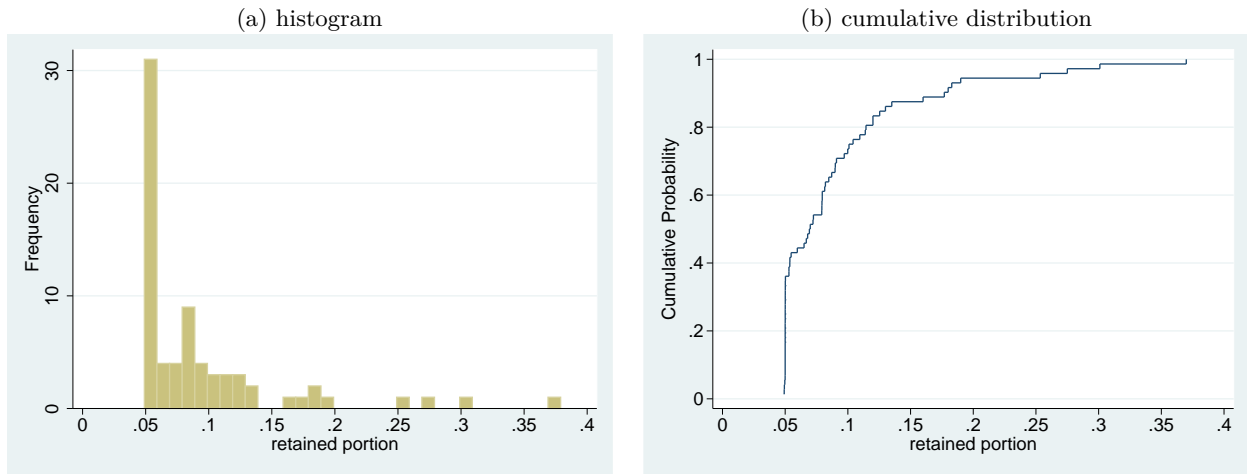 (a) histogram
Frequency
30
20
10
0
0 .05 .1 .15 .2 .25 .3 .35 .4
retained portion
(b) cumulative distribution
Cumulative Probability
1
.8
.6
.4
.2
0
0 .05 .1 .15 .2 .25 .3 .35 .4
retained portion